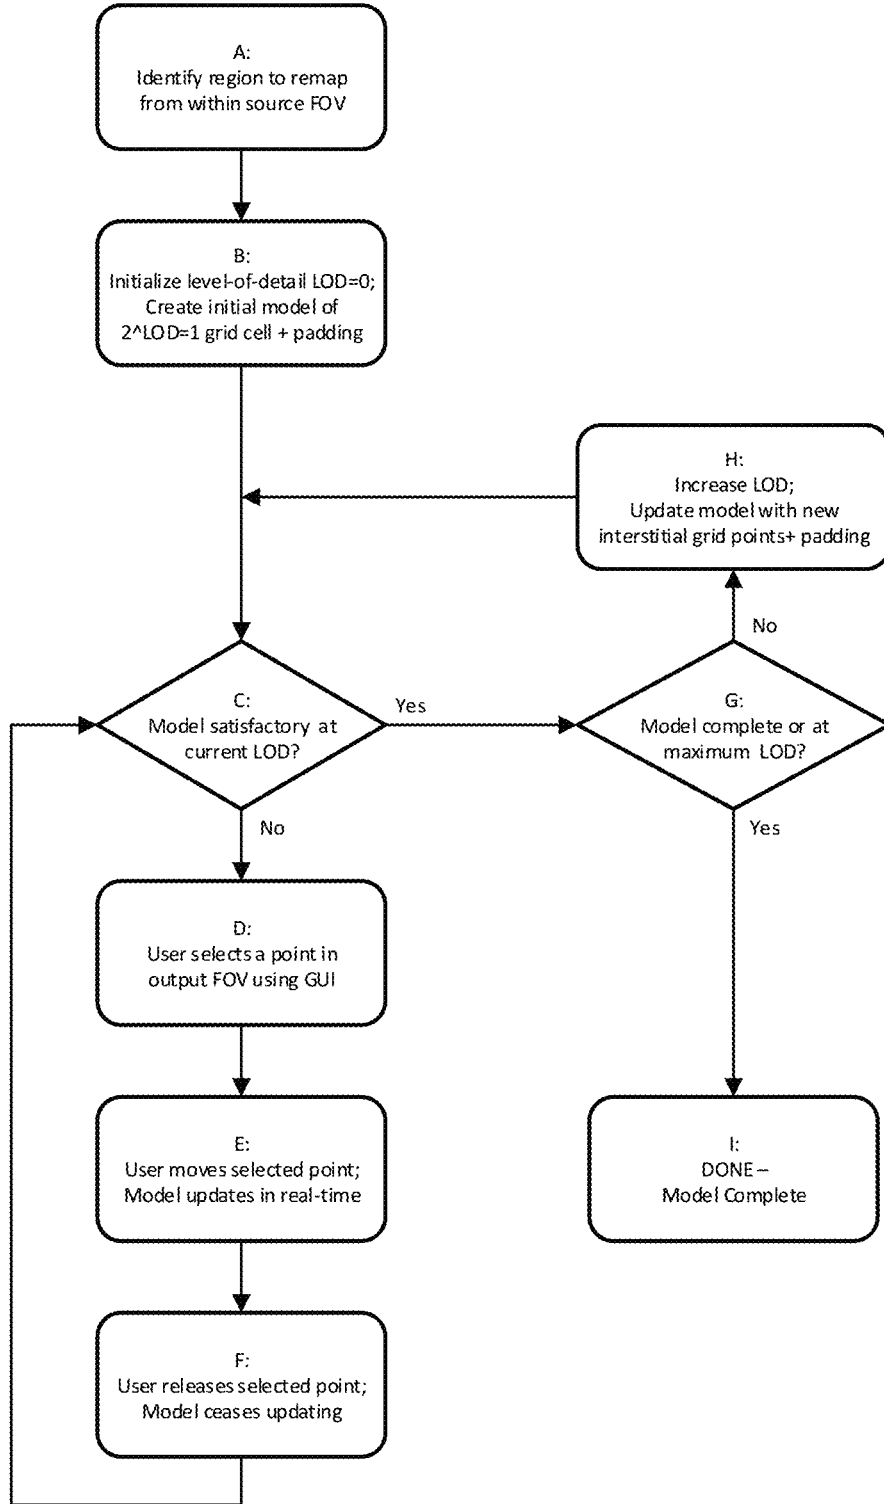 A:
Identify region to remap
from within source FOV
B:
Initialize level-of-detail LOD=0;
Create initial model of
2^LOD=1 grid cell + padding
H:
Increase LOD;
Update model with new
interstitial grid points+ padding
No
C:
Model satisfactory at
current LOD?
Yes
G:
Model complete or at
maximum LOD?
No
Yes
D:
User selects a point in
output FOV using GUI
E:
User moves selected point;
Model updates in real-time
I:
DONE –
Model Complete
F:
User releases selected point;
Model ceases updating